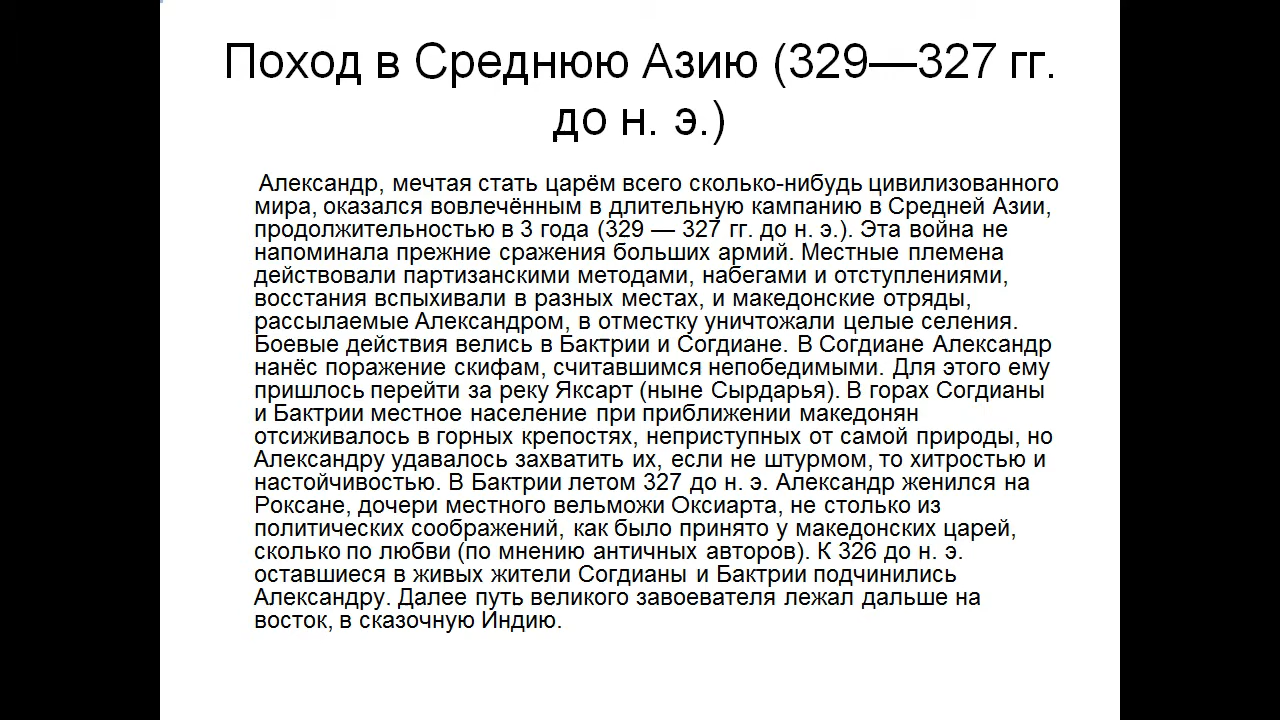 Поход в Среднюю Азию (329—327 гг.
до н. э.)
Александр, мечтая стать царём всего сколько-нибудь цивилизованного
мира, оказался вовлечённым в длительную кампанию в Средней Азии,
продолжительностью в 3 года (329 — 327 гг. до н. э.). Эта война не
напоминала прежние сражения больших армий. Местные племена
действовали партизанскими методами, набегами и отступлениями,
восстания вспыхивали в разных местах, и македонские отряды,
рассылаемые Александром, в отместку уничтожали целые селения.
Боевые действия велись в Бактрии и Согдиане. В Согдиане Александр
нанёс поражение скифам, считавшимся непобедимыми. Для этого ему
пришлось перейти за реку Яксарт (ныне Сырдарья). В горах Согдианы
и Бактрии местное население при приближении македонян
отсиживалось в горных крепостях, неприступных от самой природы, но
Александру удавалось захватить их, если не штурмом, то хитростью и
настойчивостью. В Бактрии летом 327 до н. э. Александр женился на
Роксане, дочери местного вельможи Оксиарта, не столько из
политических соображений, как было принято у македонских царей,
сколько по любви (по мнению античных авторов). К 326 до н. э.
оставшиеся в живых жители Согдианы и Бактрии подчинились
Александру. Далее путь великого завоевателя лежал дальше на
восток, в сказочную Индию.